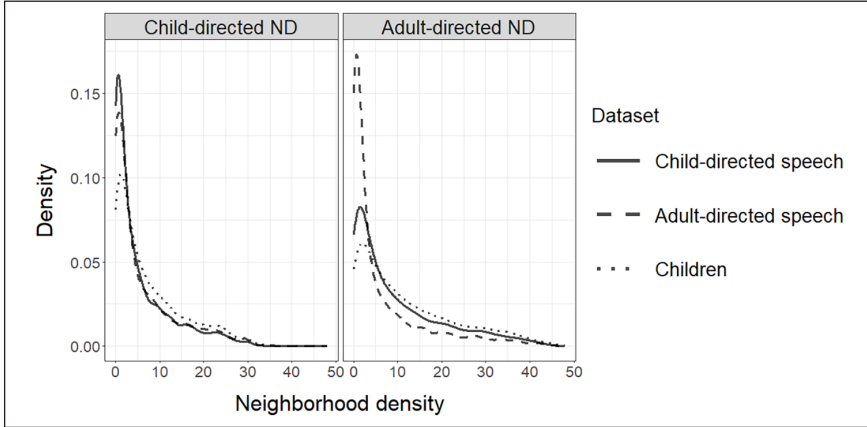 Child-directed ND
Adult-directed ND
0.15
0.10
0.05
0.00
Density
0 10 20 30 40 50
0 10 20 30 40 50
Neighborhood density
Dataset
Child-directed speech
Adult-directed speech
Children